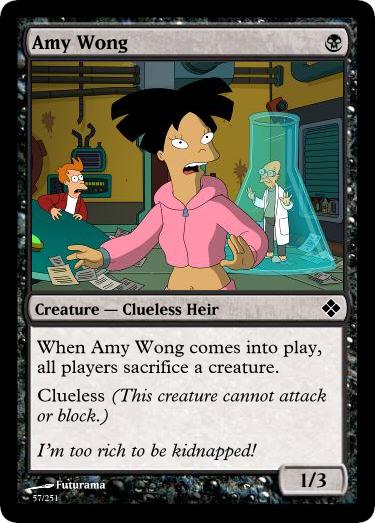 Amy Wong
Creature — Clueless Heir
When Amy Wong comes into play,
all players sacrifice a creature.
Clueless (This creature cannot attack
or block.)
I'm too rich to be kidnapped!
Futurama
57/251
1/3